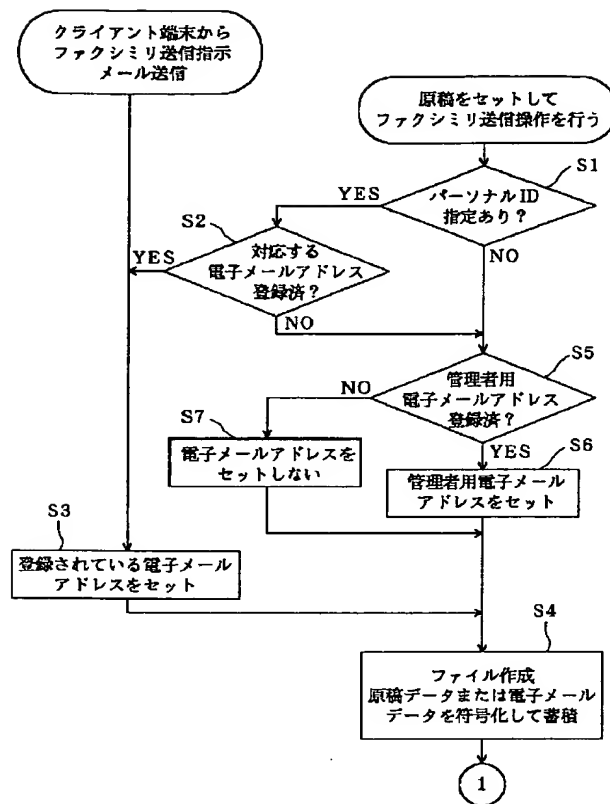 クライアント端末から
ファクシミリ送信指示
メール送信
原稿をセットして
ファクシミリ送信操作を行う
S1
パーソナルID
指定あり?
YES
NO
S2
対応する
電子メールアドレス
登録済?
YES
NO
S5
管理者用
電子メールアドレス
登録済?
NO
YES
S7
電子メールアドレスを
セットしない
S6
管理者用電子メール
アドレスをセット
S3
登録されている電子メール
アドレスをセット
S4
ファイル作成
原稿データまたは電子メール
データを符号化して蓄積
1